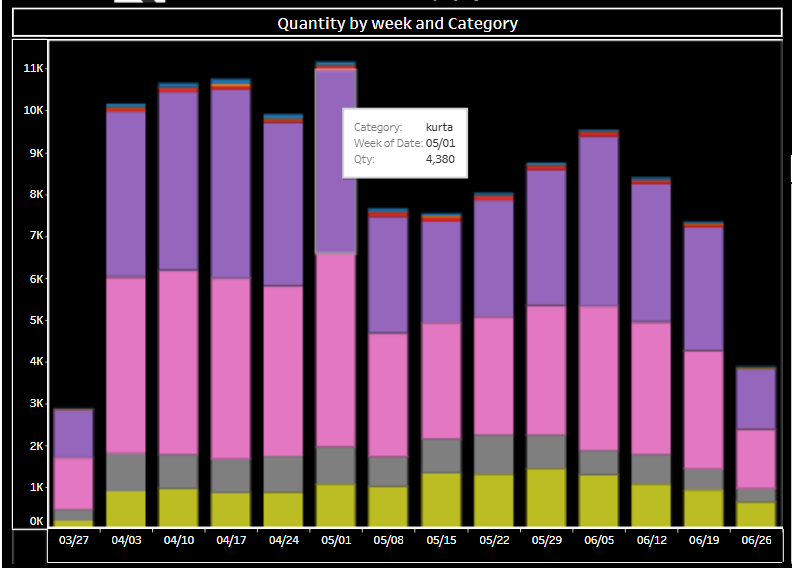 Quantity by week and Category
11K
10K
9K
8K
7K
6K
5K
4K
3K
2K
1K
0K
Category: kurta
Week of Date: 05/01
Qty: 4,380
03/27 04/03 04/10 04/17 04/24 05/01 05/08 05/15 05/22 05/29 06/05 06/12 06/19 06/26